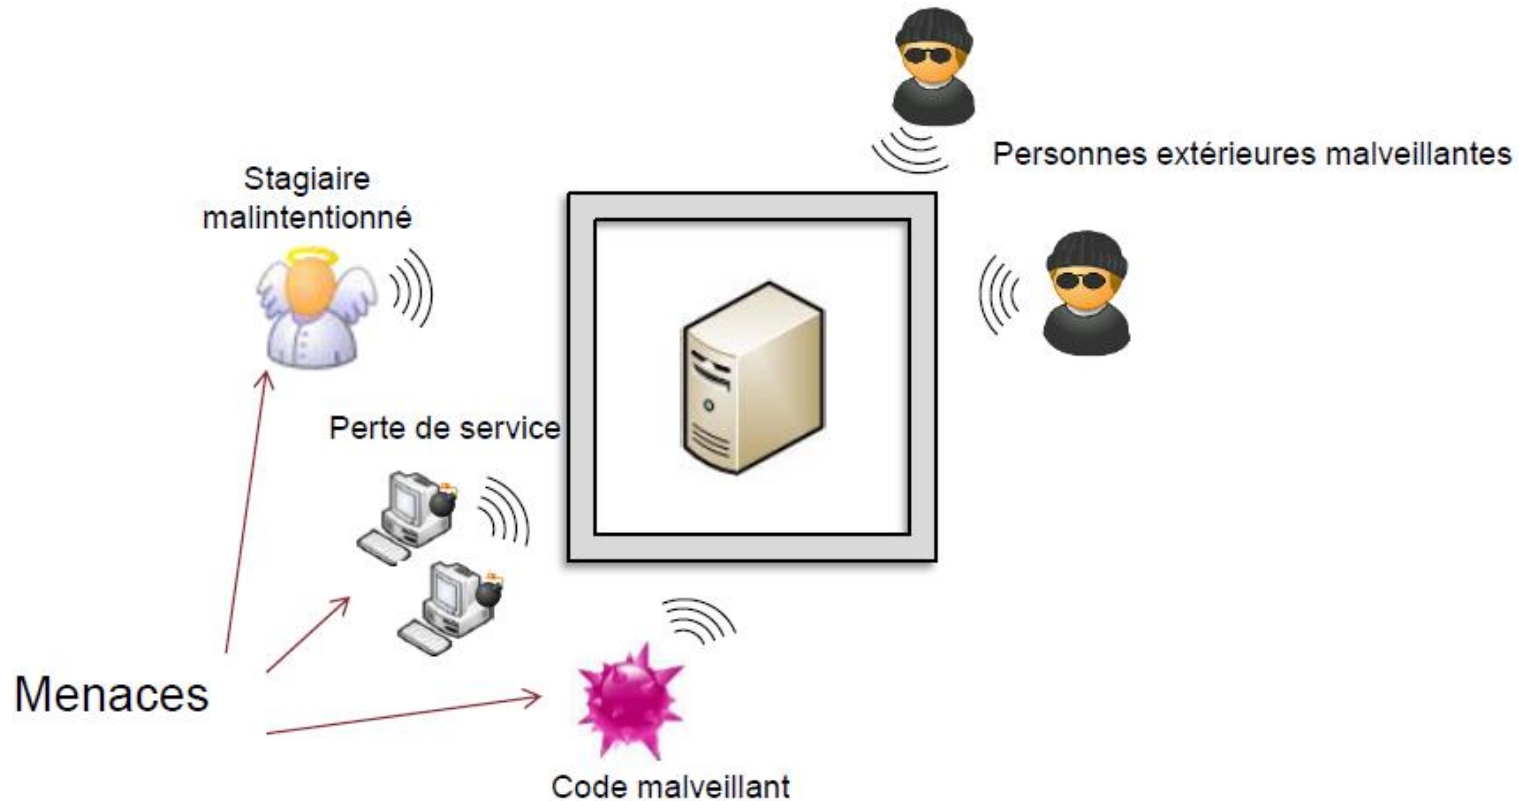 Personnes extérieures malveillantes
Stagiaire
malintentionné
Perte de service
Menaces
Code malveillant